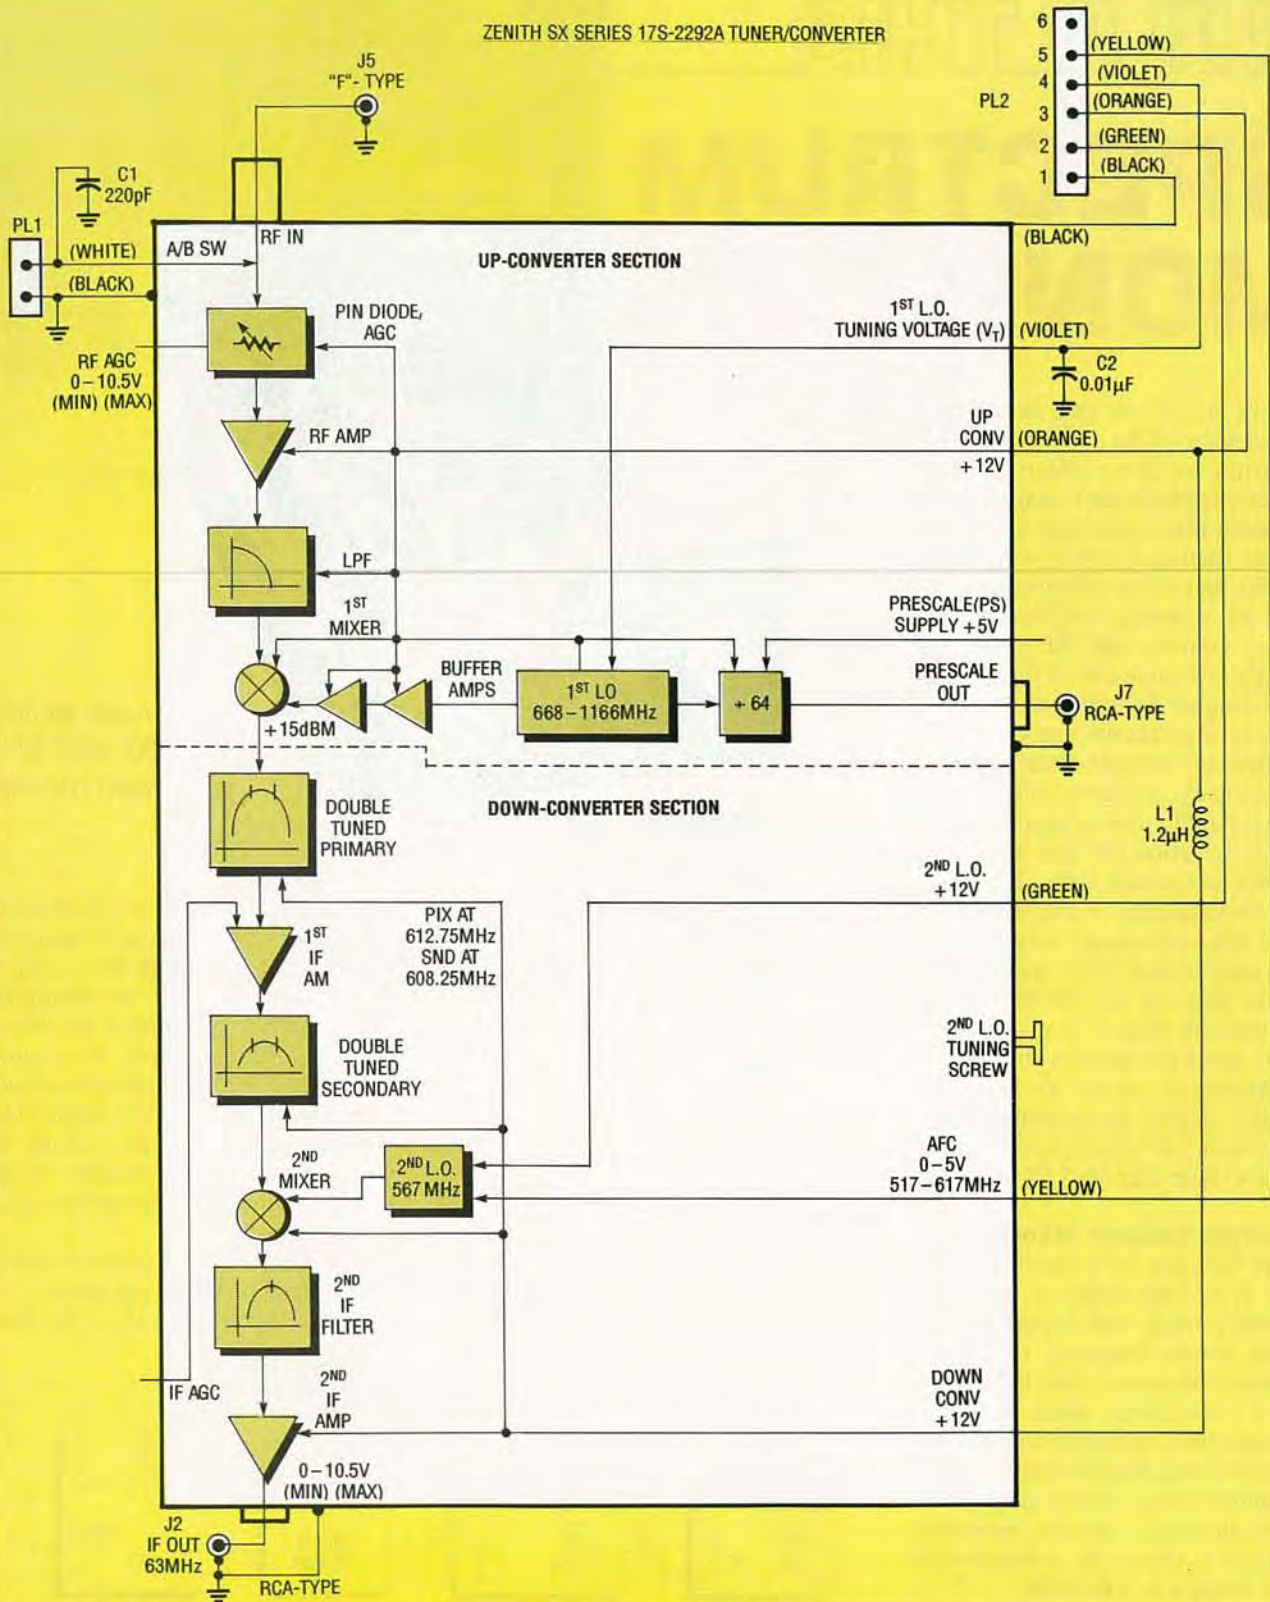 ZENITH SX SERIES 17S-2292A TUNER/CONVERTER
J5
"F"- TYPE
6
5 (YELLOW)
4 (VIOLET)
PL2
3 (ORANGE)
2 (GREEN)
1 (BLACK)
C1
220pF
PL1
(WHITE)
A/B SW
RF IN
(BLACK)
(BLACK)
UP-CONVERTER SECTION
PIN DIODE,
AGC
1ST L.O.
TUNING VOLTAGE (VT)
(VIOLET)
RF AGC
0–10.5V
(MIN) (MAX)
C2
0.01µF
RF AMP
UP
CONV
+12V
(ORANGE)
LPF
1ST
MIXER
PRESCALE(PS)
SUPPLY +5V
BUFFER
AMPS
1ST LO
668–1166MHz
÷ 64
PRESCALE
OUT
J7
RCA-TYPE
+15dBM
DOUBLE
TUNED
PRIMARY
DOWN-CONVERTER SECTION
L1
1.2µH
2ND L.O.
+12V
(GREEN)
PIX AT
612.75MHz
SND AT
608.25MHz
1ST
IF
AM
DOUBLE
TUNED
SECONDARY
2ND L.O.
TUNING
SCREW
2ND
MIXER
2ND L.O.
567 MHz
AFC
0–5V
517–617MHz
(YELLOW)
2ND
IF
FILTER
IF AGC
2ND
IF
AMP
DOWN
CONV
+12V
0–10.5V
(MIN) (MAX)
J2
IF OUT
63MHz
RCA-TYPE